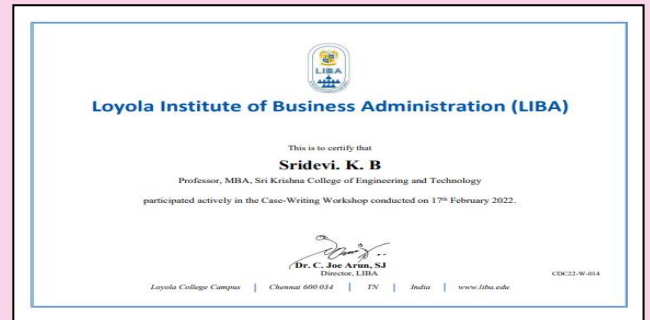 LIBA
Loyola Institute of Business Administration (LIBA)
This is to certify that
Sridevi. K. B
Professor, MBA, Sri Krishna College of Engineering and Technology
participated actively in the Case-Writing Workshop conducted on 17th February 2022.
Dr. C. Joe Arun, SJ
Director, LIBA
CDC22-W-014
Loyola College Campus | Chennai 600 034 | TN | India | www.liba.edu